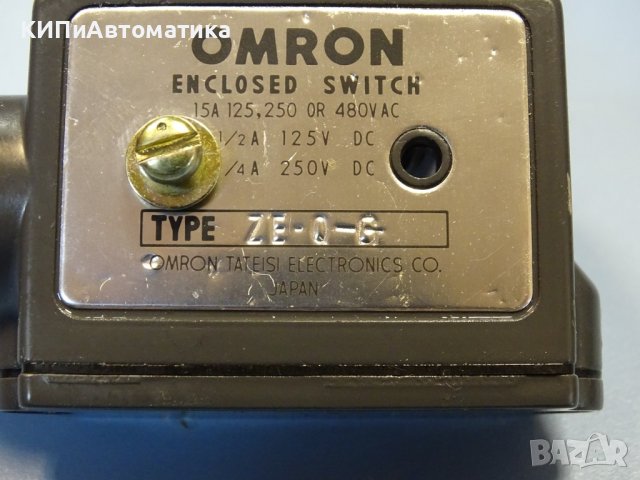 КИПиАвтоматика
OMRON
ENCLOSED SWITCH
15A 125,250 OR 480VAC
1/2A 125V DC
/4A 250V DC
TYPE ZE-Q-G
OMRON TATEISI ELECTRONICS CO.
JAPAN
BAZAR